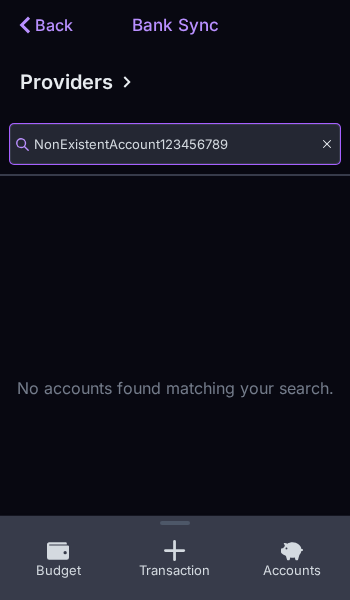 Back
Bank Sync
Providers
NonExistentAccount123456789
No accounts found matching your search.
Budget
Transaction
Accounts